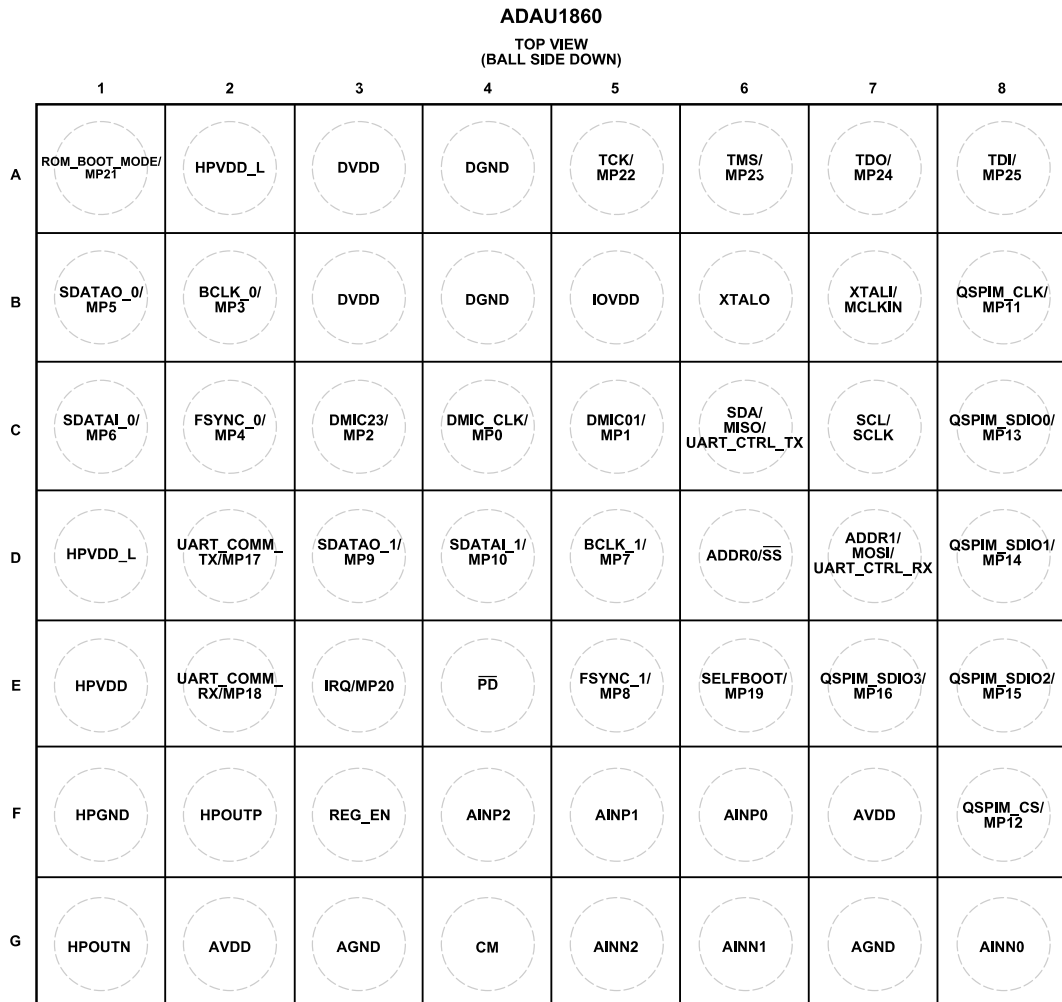 ADAU1860
TOP VIEW
(BALL SIDE DOWN)
1 2 3 4 5 6 7 8
A
ROM_BOOT_MODE/
MP21
HPVDD_L
DVDD
DGND
TCK/
MP22
TMS/
MP23
TDO/
MP24
TDI/
MP25
B
SDATAO_0/
MP5
BCLK_0/
MP3
DVDD
DGND
IOVDD
XTALO
XTALI/
MCLKIN
QSPIM_CLK/
MP11
C
SDATAI_0/
MP6
FSYNC_0/
MP4
DMIC23/
MP2
DMIC_CLK/
MP0
DMIC01/
MP1
SDA/
MISO/
UART_CTRL_TX
SCL/
SCLK
QSPIM_SDIO0/
MP13
D
HPVDD_L
UART_COMM_
TX/MP17
SDATAO_1/
MP9
SDATAI_1/
MP10
BCLK_1/
MP7
ADDR0/S̅S̅
ADDR1/
MOSI/
UART_CTRL_RX
QSPIM_SDIO1/
MP14
E
HPVDD
UART_COMM_
RX/MP18
IRQ/MP20
P̅D̅
FSYNC_1/
MP8
SELFBOOT/
MP19
QSPIM_SDIO3/
MP16
QSPIM_SDIO2/
MP15
F
HPGND
HPOUTP
REG_EN
AINP2
AINP1
AINP0
AVDD
QSPIM_CS/
MP12
G
HPOUTN
AVDD
AGND
CM
AINN2
AINN1
AGND
AINN0